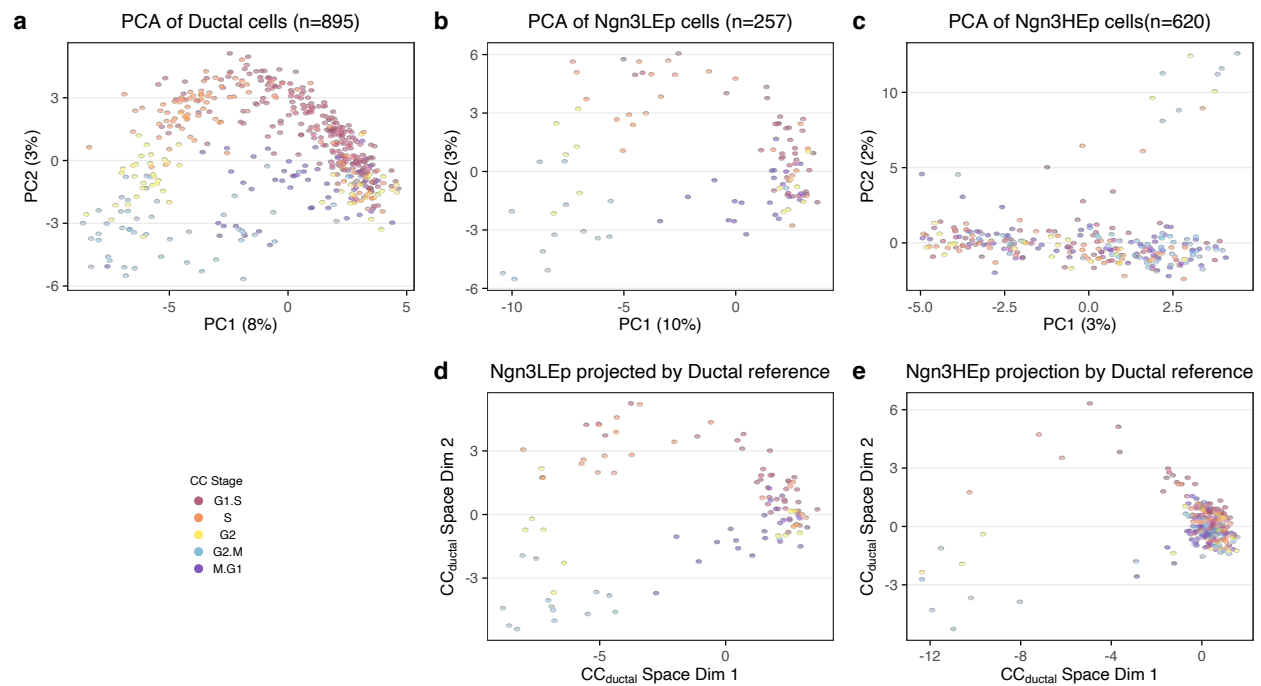 a
PCA of Ductal cells (n=895)
PC2 (3%)
3
0
-3
-6
-5
0
5
PC1 (8%)
b
PCA of Ngn3LEp cells (n=257)
PC2 (3%)
6
3
0
-3
-6
-10
-5
0
PC1 (10%)
c
PCA of Ngn3HEp cells(n=620)
PC2 (2%)
10
5
0
-5.0
-2.5
0.0
2.5
PC1 (3%)
CC Stage
G1.S
S
G2
G2.M
M.G1
d
Ngn3LEp projected by Ductal reference
CCductal Space Dim 2
3
0
-3
-5
0
CCductal Space Dim 1
e
Ngn3HEp projection by Ductal reference
CCductal Space Dim 2
6
3
0
-3
-12
-8
-4
0
CCductal Space Dim 1